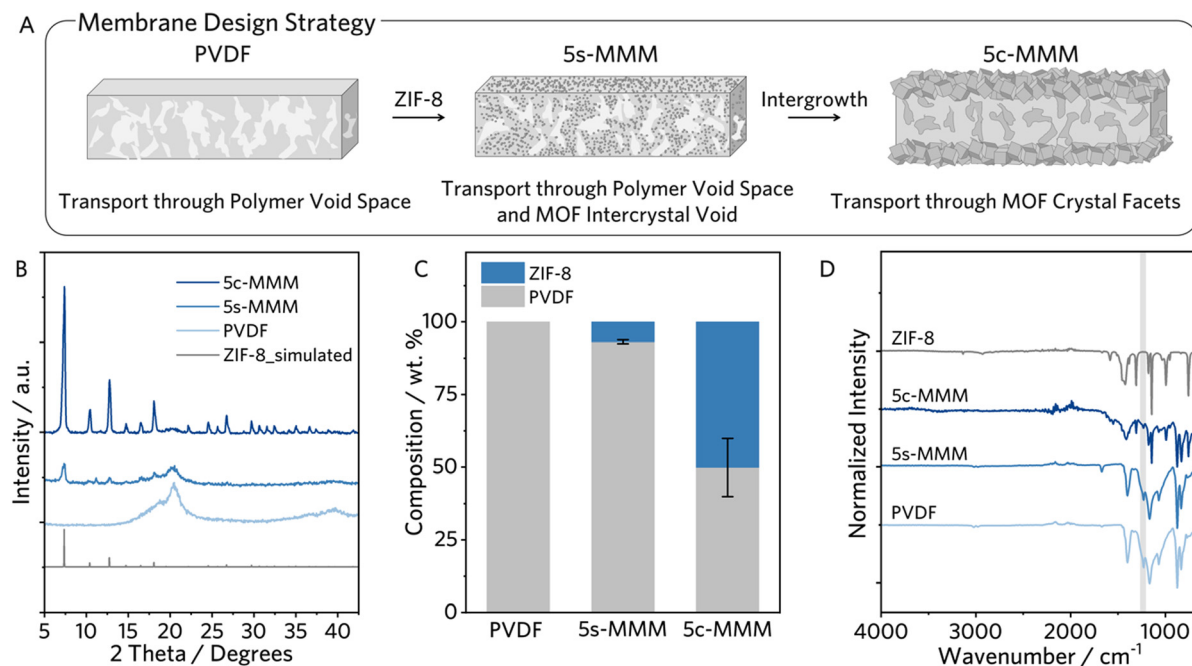 A
Membrane Design Strategy
PVDF
5s-MMM
5c-MMM
ZIF-8
Intergrowth
Transport through Polymer Void Space
Transport through Polymer Void Space
and MOF Intercrystal Void
Transport through MOF Crystal Facets
B
5c-MMM
5s-MMM
PVDF
ZIF-8_simulated
Intensity / a.u.
5 10 15 20 25 30 35 40
2 Theta / Degrees
C
ZIF-8
PVDF
Composition / wt. %
100
75
50
25
0
PVDF 5s-MMM 5c-MMM
D
ZIF-8
5c-MMM
5s-MMM
PVDF
Normalized Intensity
4000 3000 2000 1000
Wavenumber / cm⁻¹